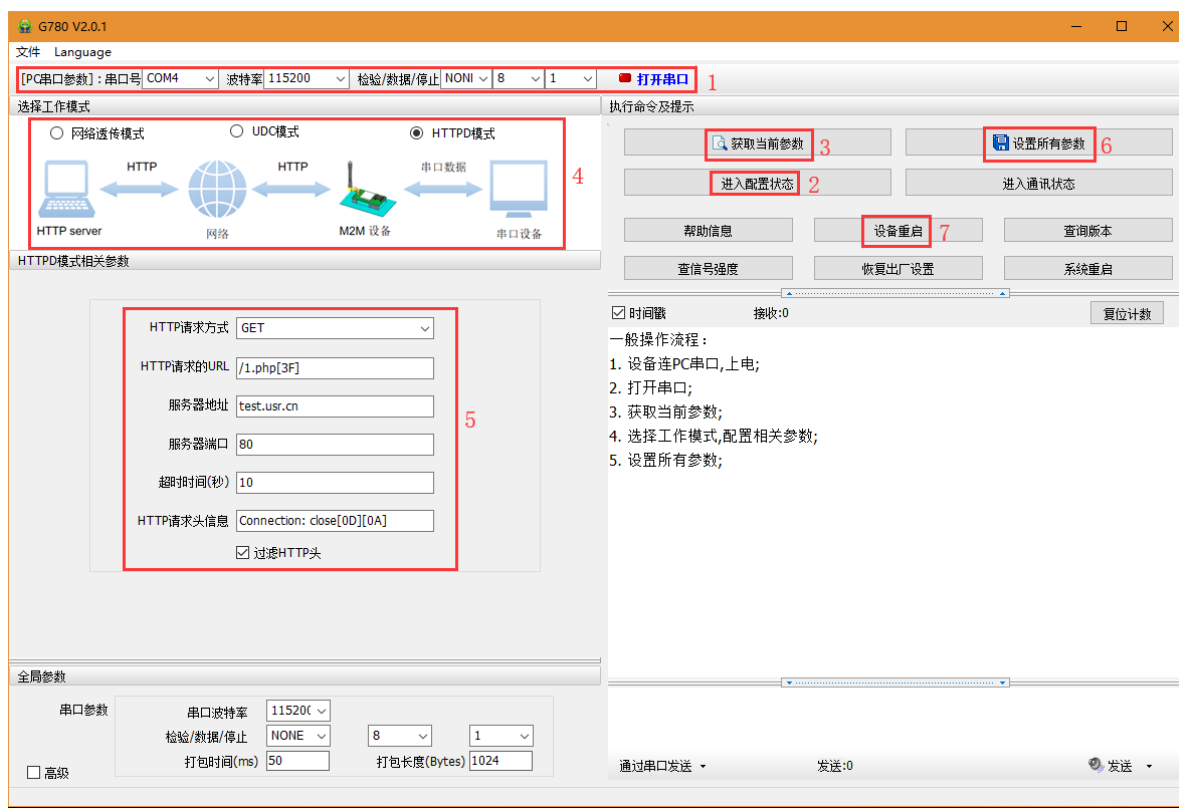 G780 V2.0.1
文件 Language
[PC串口参数]：串口号 COM4 波特率 115200 检验/数据/停止 NONI 8 1 打开串口 1
选择工作模式
网络透传模式 UDC模式 HTTPD模式
HTTP HTTP 串口数据 4
HTTP server 网络 M2M 设备 串口设备
HTTPD模式相关参数
HTTP请求方式 GET
HTTP请求的URL /1.php[3F]
服务器地址 test.usr.cn
5
服务器端口 80
超时时间(秒) 10
HTTP请求头信息 Connection: close[0D][0A]
过滤HTTP头
全局参数
串口参数 串口波特率 11520(
检验/数据/停止 NONE 8 1
打包时间(ms) 50 打包长度(Bytes) 1024
高级
执行命令及提示
获取当前参数 3 设置所有参数 6
进入配置状态 2 进入通讯状态
帮助信息 设备重启 7 查询版本
查信号强度 恢复出厂设置 系统重启
时间戳 接收:0 复位计数
一般操作流程：
1. 设备连PC串口,上电;
2. 打开串口;
3. 获取当前参数;
4. 选择工作模式,配置相关参数;
5. 设置所有参数;
通过串口发送 发送:0 发送